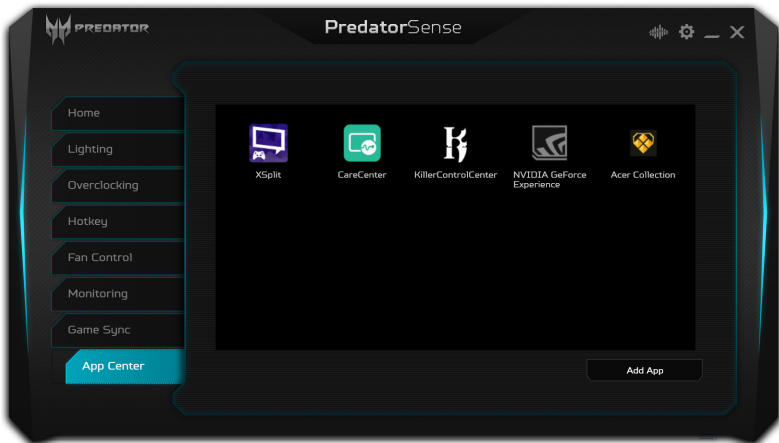 PREDATOR
PredatorSense
Home
Lighting
Overclocking
Hotkey
Fan Control
Monitoring
Game Sync
App Center
XSplit
CareCenter
KillerControlCenter
NVIDIA GeForce
Experience
Acer Collection
Add App